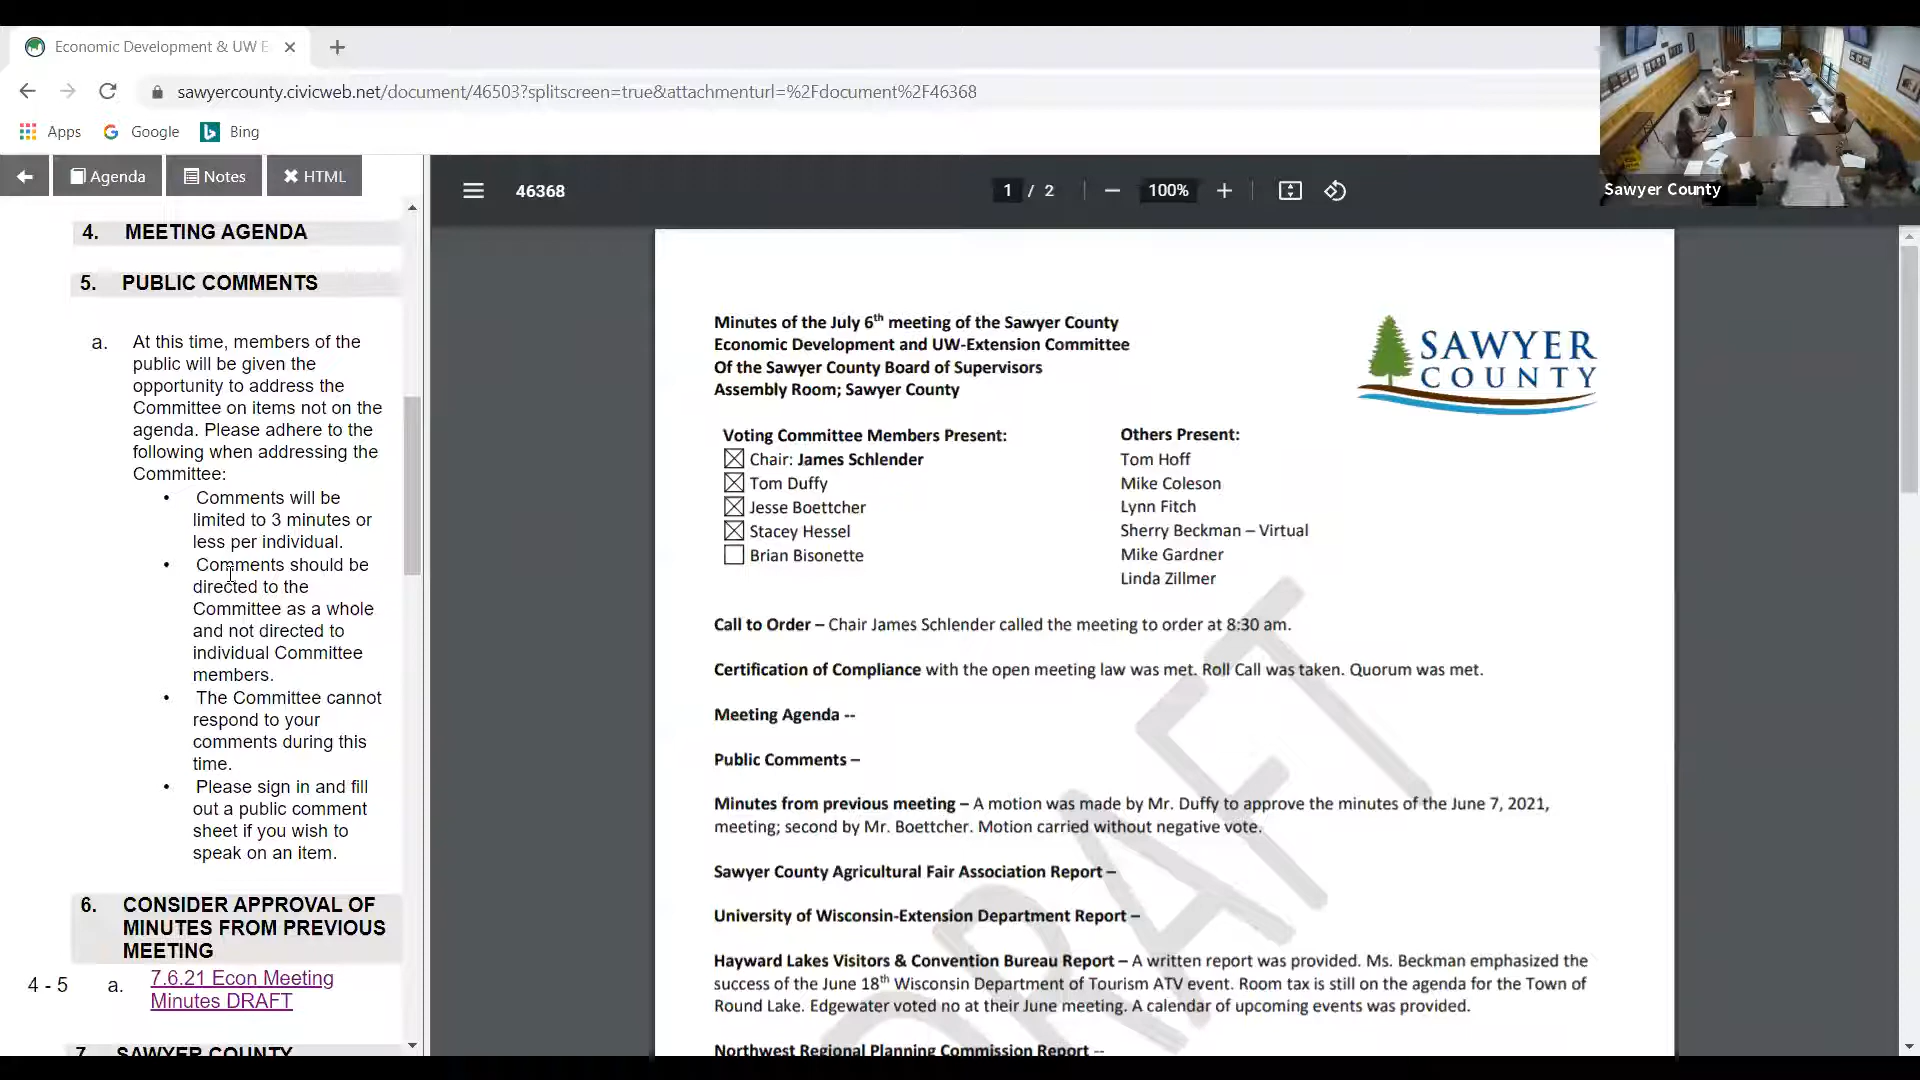 Economic Development & UW E
sawyercounty.civicweb.net/document/46503?splitscreen=true&attachmenturl=%2Fdocument%2F46368
Apps Google Bing
Agenda Notes HTML
4. MEETING AGENDA
5. PUBLIC COMMENTS
a. At this time, members of the
public will be given the
opportunity to address the
Committee on items not on the
agenda. Please adhere to the
following when addressing the
Committee:
• Comments will be
limited to 3 minutes or
less per individual.
• Comments should be
directed to the
Committee as a whole
and not directed to
individual Committee
members.
• The Committee cannot
respond to your
comments during this
time.
• Please sign in and fill
out a public comment
sheet if you wish to
speak on an item.
6. CONSIDER APPROVAL OF
MINUTES FROM PREVIOUS
MEETING
4 - 5 a. 7.6.21 Econ Meeting
Minutes DRAFT
7. SAWYER COUNTY
46368
1 / 2
100%
Sawyer County
Minutes of the July 6th meeting of the Sawyer County
Economic Development and UW-Extension Committee
Of the Sawyer County Board of Supervisors
Assembly Room; Sawyer County
SAWYER
COUNTY
Voting Committee Members Present:
Chair: James Schlender
Tom Duffy
Jesse Boettcher
Stacey Hessel
Brian Bisonette
Others Present:
Tom Hoff
Mike Coleson
Lynn Fitch
Sherry Beckman – Virtual
Mike Gardner
Linda Zillmer
Call to Order – Chair James Schlender called the meeting to order at 8:30 am.
Certification of Compliance with the open meeting law was met. Roll Call was taken. Quorum was met.
Meeting Agenda --
Public Comments –
Minutes from previous meeting – A motion was made by Mr. Duffy to approve the minutes of the June 7, 2021,
meeting; second by Mr. Boettcher. Motion carried without negative vote.
Sawyer County Agricultural Fair Association Report –
University of Wisconsin-Extension Department Report –
Hayward Lakes Visitors & Convention Bureau Report – A written report was provided. Ms. Beckman emphasized the
success of the June 18th Wisconsin Department of Tourism ATV event. Room tax is still on the agenda for the Town of
Round Lake. Edgewater voted no at their June meeting. A calendar of upcoming events was provided.
Northwest Regional Planning Commission Report --
DRAFT